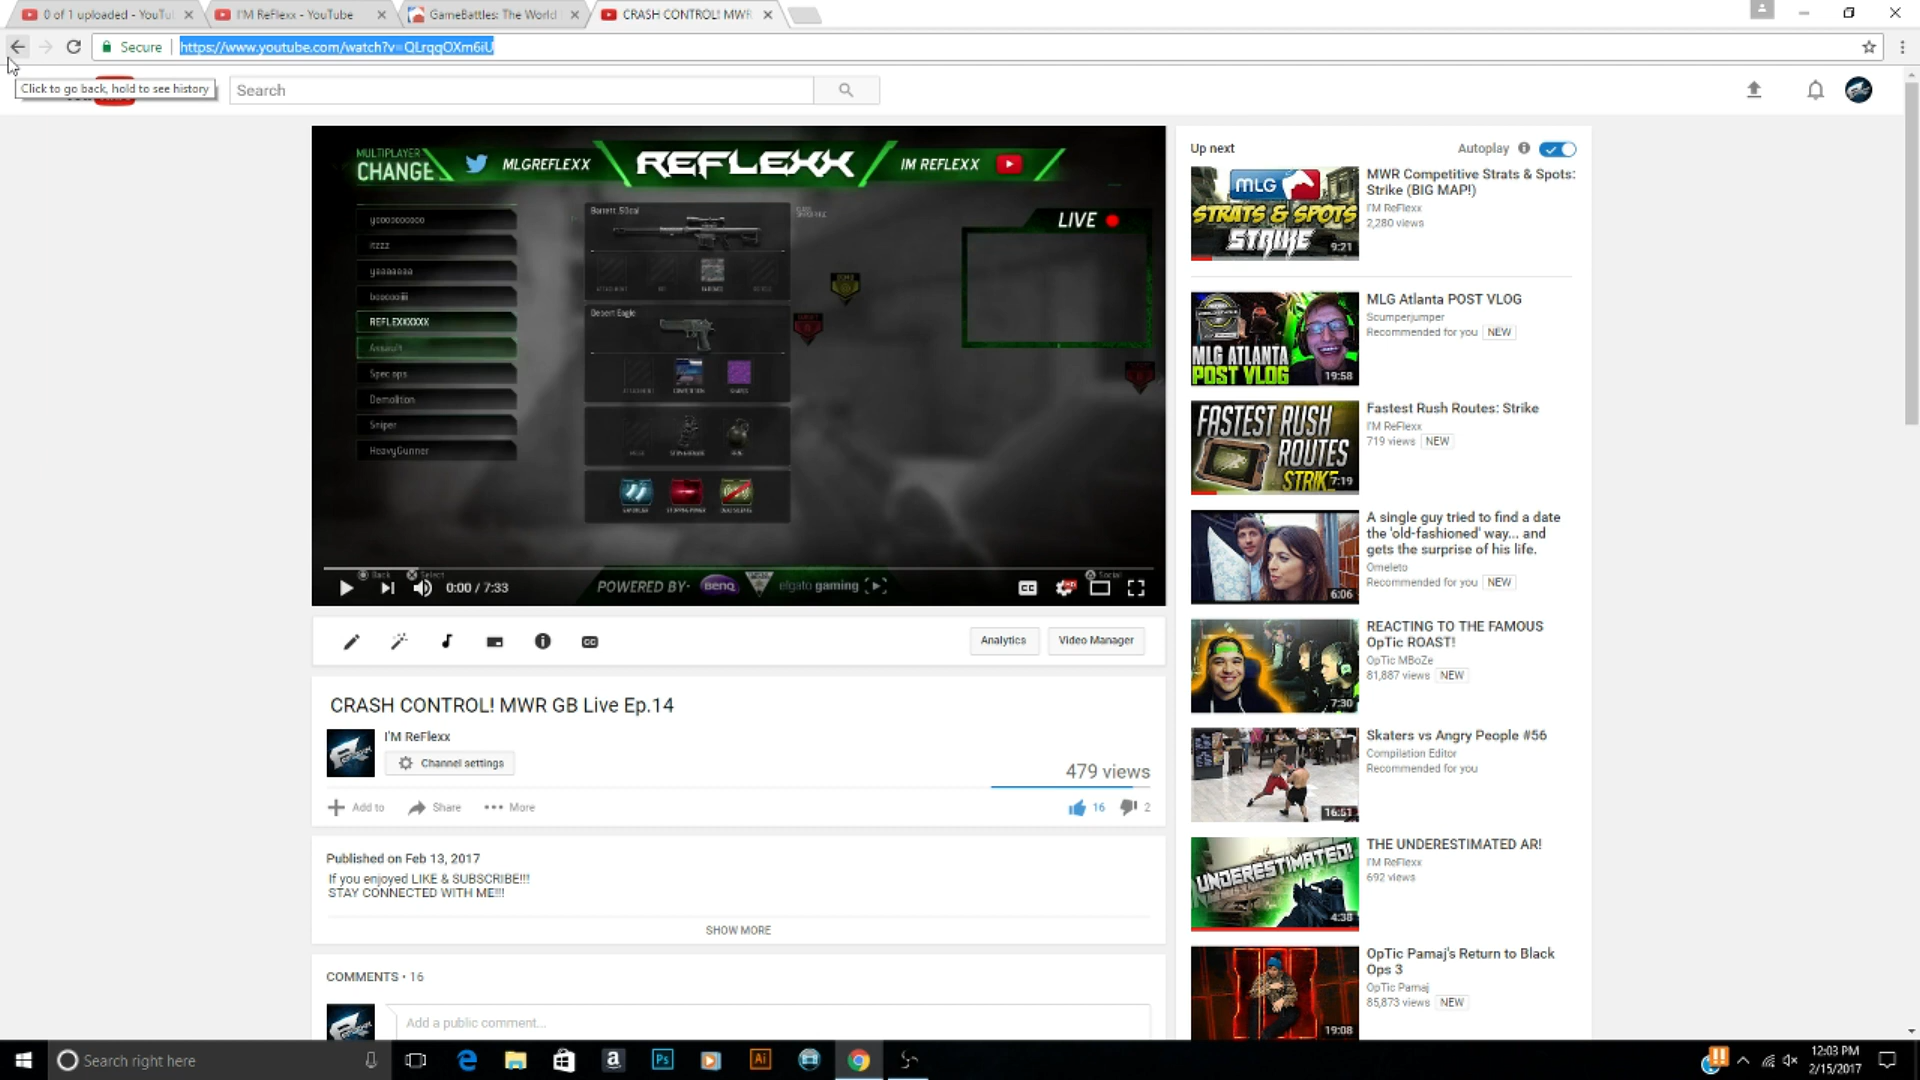 0 of 1 uploaded - YouTu
I'M ReFlexx - YouTube
GameBattles: The World
CRASH CONTROL! MWR
Secure
https://www.youtube.com/watch?v=QLrqqOXm6iU
Click to go back, hold to see history
Search
MULTIPLAYER
CHANGE
MLGREFLEXX
REFLEXX
IM REFLEXX
yooooooooo
itzzz
yaaaaaaa
boooooiiii
REFLEXXXXXX
Assault
Spec ops
Demolition
Sniper
HeavyGunner
Barrett .50cal
Desert Eagle
LIVE
Back
Select
Social
0:00 / 7:33
POWERED BY-
BenQ
elgato gaming
CC
HD
Analytics
Video Manager
CRASH CONTROL! MWR GB Live Ep.14
I'M ReFlexx
Channel settings
479 views
Add to
Share
More
16
2
Published on Feb 13, 2017
If you enjoyed LIKE & SUBSCRIBE!!!
STAY CONNECTED WITH ME!!!
SHOW MORE
COMMENTS • 16
Add a public comment...
Up next
Autoplay
MLG
STRATS & SPOTS
STRIKE
9:21
MWR Competitive Strats & Spots:
Strike (BIG MAP!)
I'M ReFlexx
2,280 views
MLG ATLANTA
POST VLOG
19:58
MLG Atlanta POST VLOG
Scumperjumper
Recommended for you NEW
FASTEST RUSH
ROUTES:
STRIKE
7:19
Fastest Rush Routes: Strike
I'M ReFlexx
719 views NEW
6:06
A single guy tried to find a date
the 'old-fashioned' way... and
gets the surprise of his life.
Omeleto
Recommended for you NEW
7:30
REACTING TO THE FAMOUS
OpTic ROAST!
OpTic MBoZe
81,887 views NEW
16:51
Skaters vs Angry People #56
Compilation Editor
Recommended for you
UNDERESTIMATED!
4:38
THE UNDERESTIMATED AR!
I'M ReFlexx
692 views
19:08
OpTic Pamaj's Return to Black
Ops 3
OpTic Pamaj
85,873 views NEW
Search right here
Ps
Ai
12:03 PM
2/15/2017